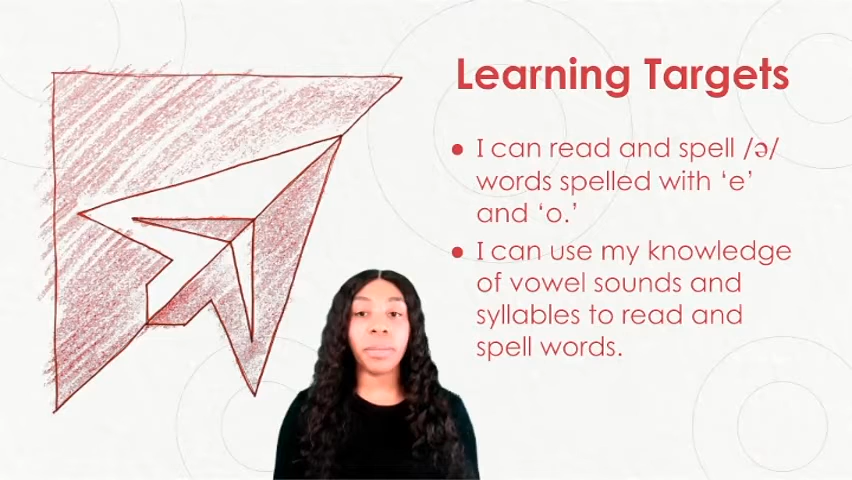 Learning Targets
● I can read and spell /ə/
words spelled with ‘e’
and ‘o.’
● I can use my knowledge
of vowel sounds and
syllables to read and
spell words.